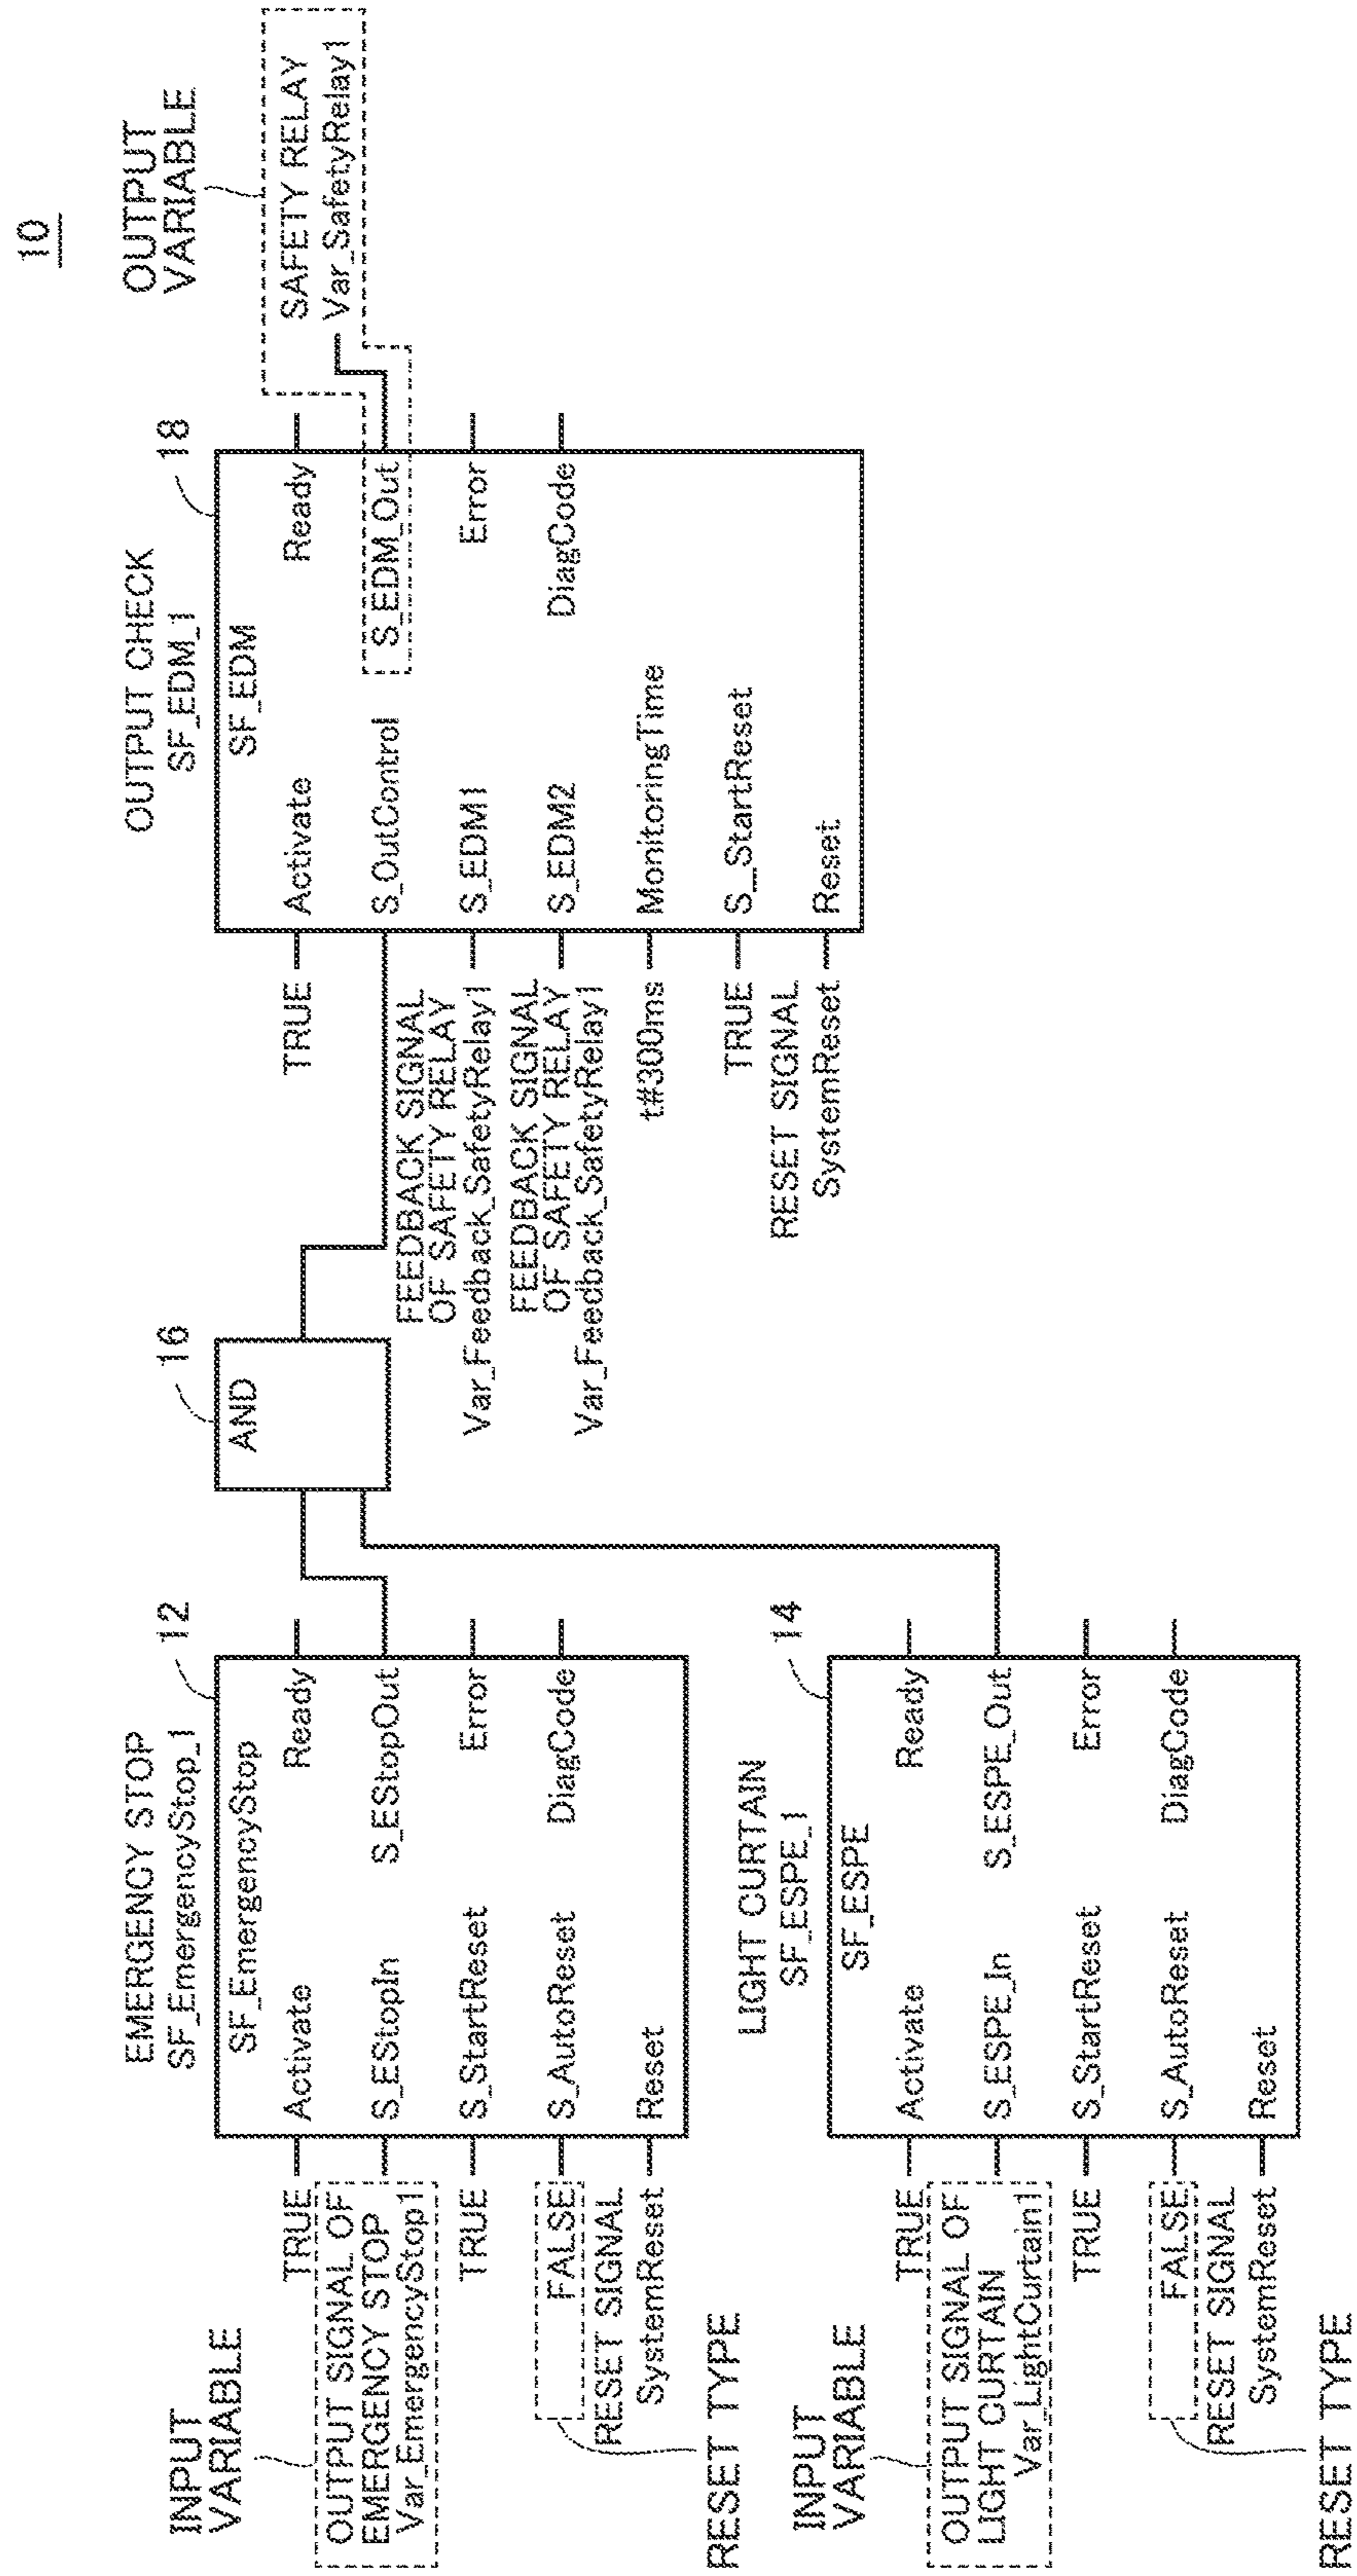 10
INPUT
VARIABLE
OUTPUT SIGNAL OF
EMERGENCY STOP
Var_EmergencyStop1
TRUE
TRUE
FALSE
RESET SIGNAL
SystemReset
RESET TYPE
EMERGENCY STOP
SF_EmergencyStop_1
12
SF_EmergencyStop
Activate
S_EStopIn
S_StartReset
S_AutoReset
Reset
Ready
S_EStopOut
Error
DiagCode
INPUT
VARIABLE
OUTPUT SIGNAL OF
LIGHT CURTAIN
Var_LightCurtain1
TRUE
TRUE
FALSE
RESET SIGNAL
SystemReset
RESET TYPE
LIGHT CURTAIN
SF_ESPE_1
14
SF_ESPE
Activate
S_ESPE_In
S_StartReset
S_AutoReset
Reset
Ready
S_ESPE_Out
Error
DiagCode
16
AND
OUTPUT CHECK
SF_EDM_1
18
SF_EDM
TRUE
FEEDBACK SIGNAL
OF SAFETY RELAY
Var_Feedback_SafetyRelay1
FEEDBACK SIGNAL
OF SAFETY RELAY
Var_Feedback_SafetyRelay1
t#300ms
TRUE
RESET SIGNAL
SystemReset
Activate
S_OutControl
S_EDM1
S_EDM2
MonitoringTime
S_StartReset
Reset
Ready
S_EDM_Out
Error
DiagCode
OUTPUT
VARIABLE
SAFETY RELAY
Var_SafetyRelay1